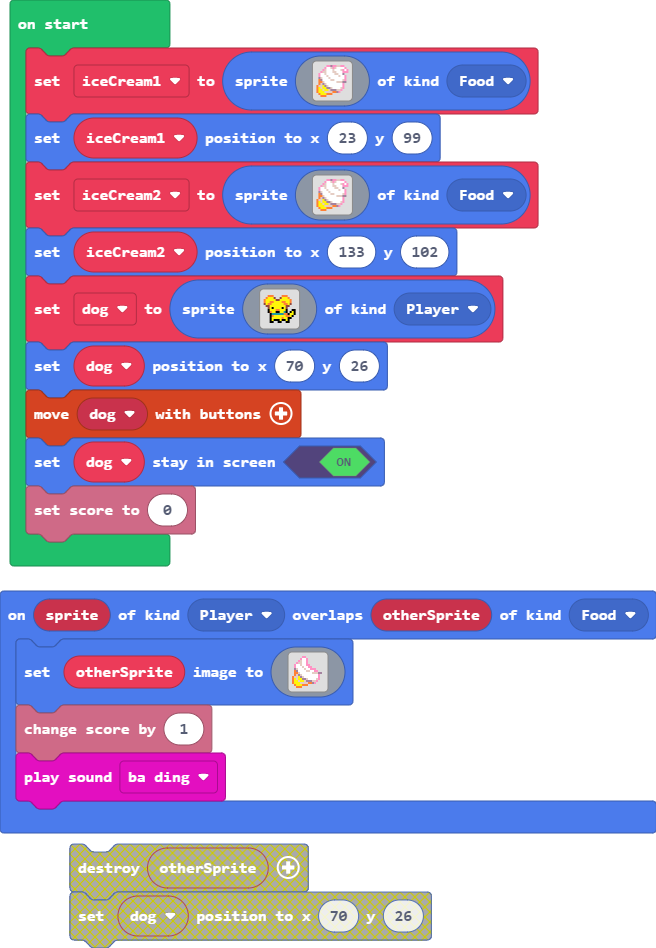 on start
set iceCream1 to sprite of kind Food
set iceCream1 position to x 23 y 99
set iceCream2 to sprite of kind Food
set iceCream2 position to x 133 y 102
set dog to sprite of kind Player
set dog position to x 70 y 26
move dog with buttons
set dog stay in screen ON
set score to 0
on sprite of kind Player overlaps otherSprite of kind Food
set otherSprite image to
change score by 1
play sound ba ding
destroy otherSprite
set dog position to x 70 y 26